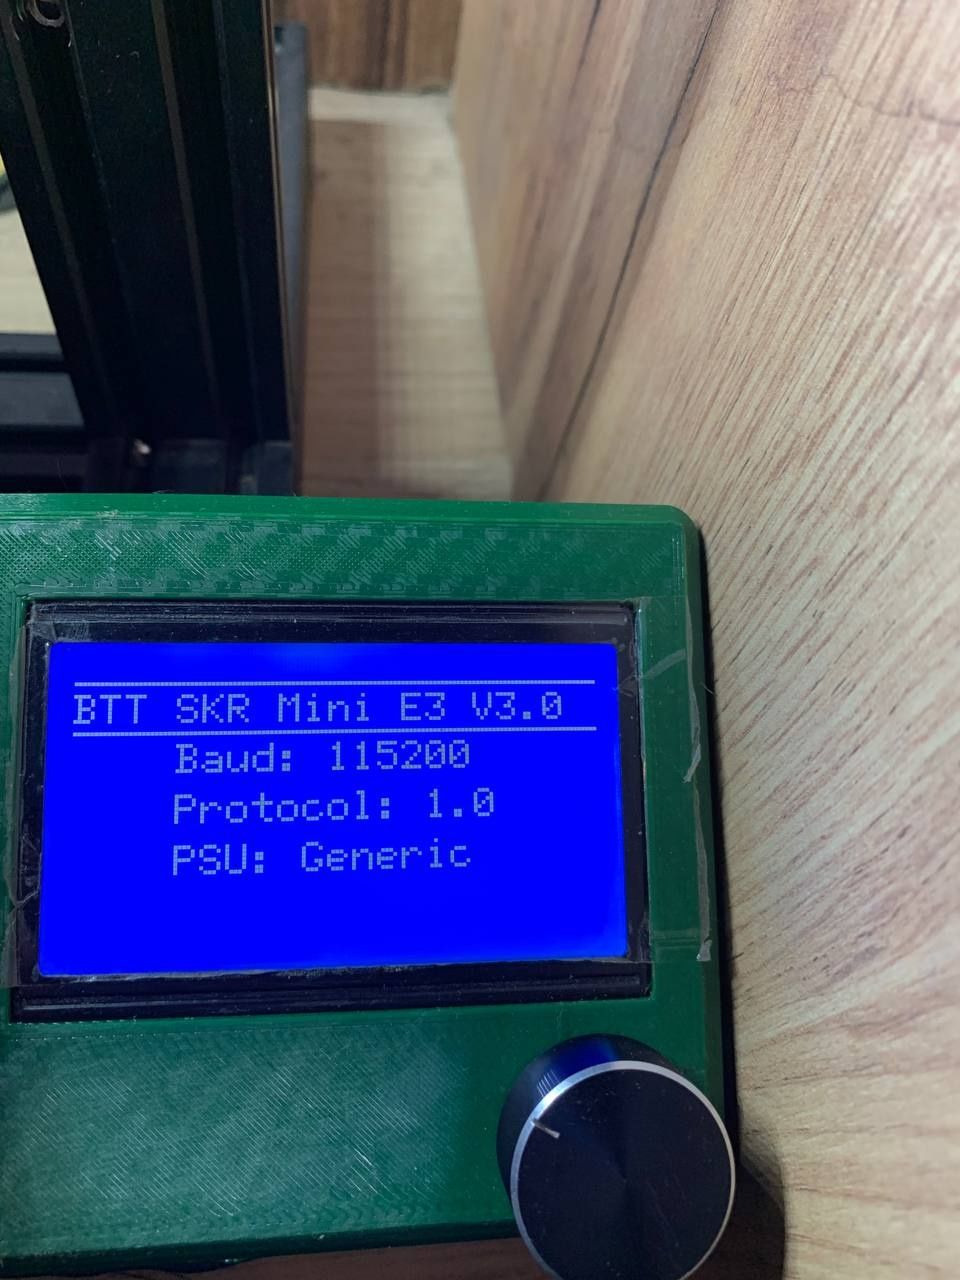 BTT SKR Mini E3 V3.0
Baud: 115200
Protocol: 1.0
PSU: Generic